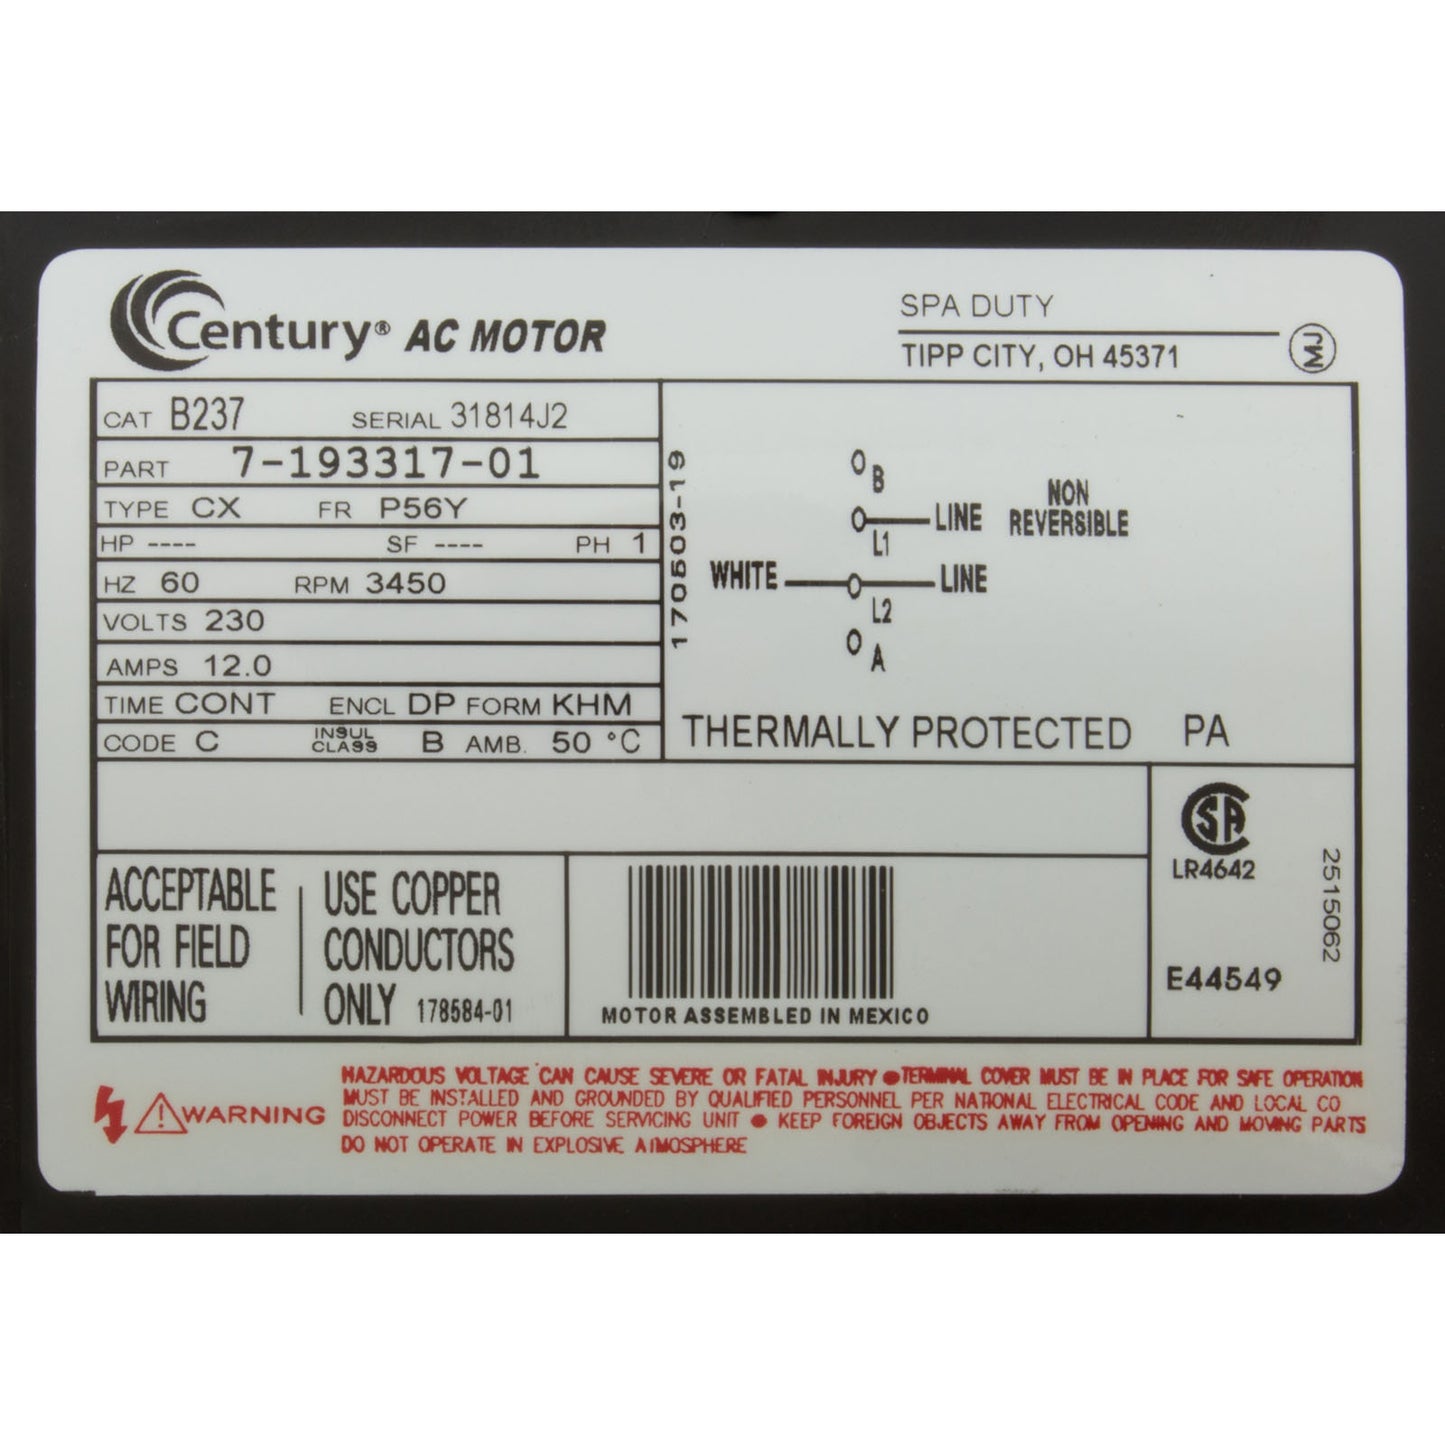 Century® AC MOTOR
SPA DUTY
TIPP CITY, OH 45371
MJ
CAT B237 SERIAL 31814J2
PART 7-193317-01
TYPE CX FR P56Y
HP ---- SF ---- PH 1
HZ 60 RPM 3450
VOLTS 230
AMPS 12.0
TIME CONT ENCL DP FORM KHM
CODE C INSUL CLASS B AMB. 50 °C
170503-19
B
L1 LINE
NON
REVERSIBLE
WHITE LINE
L2
A
THERMALLY PROTECTED PA
ACCEPTABLE
FOR FIELD
WIRING
USE COPPER
CONDUCTORS
ONLY 178584-01
MOTOR ASSEMBLED IN MEXICO
SA
LR4642
E44549
2515062
WARNING
HAZARDOUS VOLTAGE CAN CAUSE SEVERE OR FATAL INJURY ● TERMINAL COVER MUST BE IN PLACE FOR SAFE OPERATION
MUST BE INSTALLED AND GROUNDED BY QUALIFIED PERSONNEL PER NATIONAL ELECTRICAL CODE AND LOCAL CO
DISCONNECT POWER BEFORE SERVICING UNIT ● KEEP FOREIGN OBJECTS AWAY FROM OPENING AND MOVING PARTS
DO NOT OPERATE IN EXPLOSIVE ATMOSPHERE